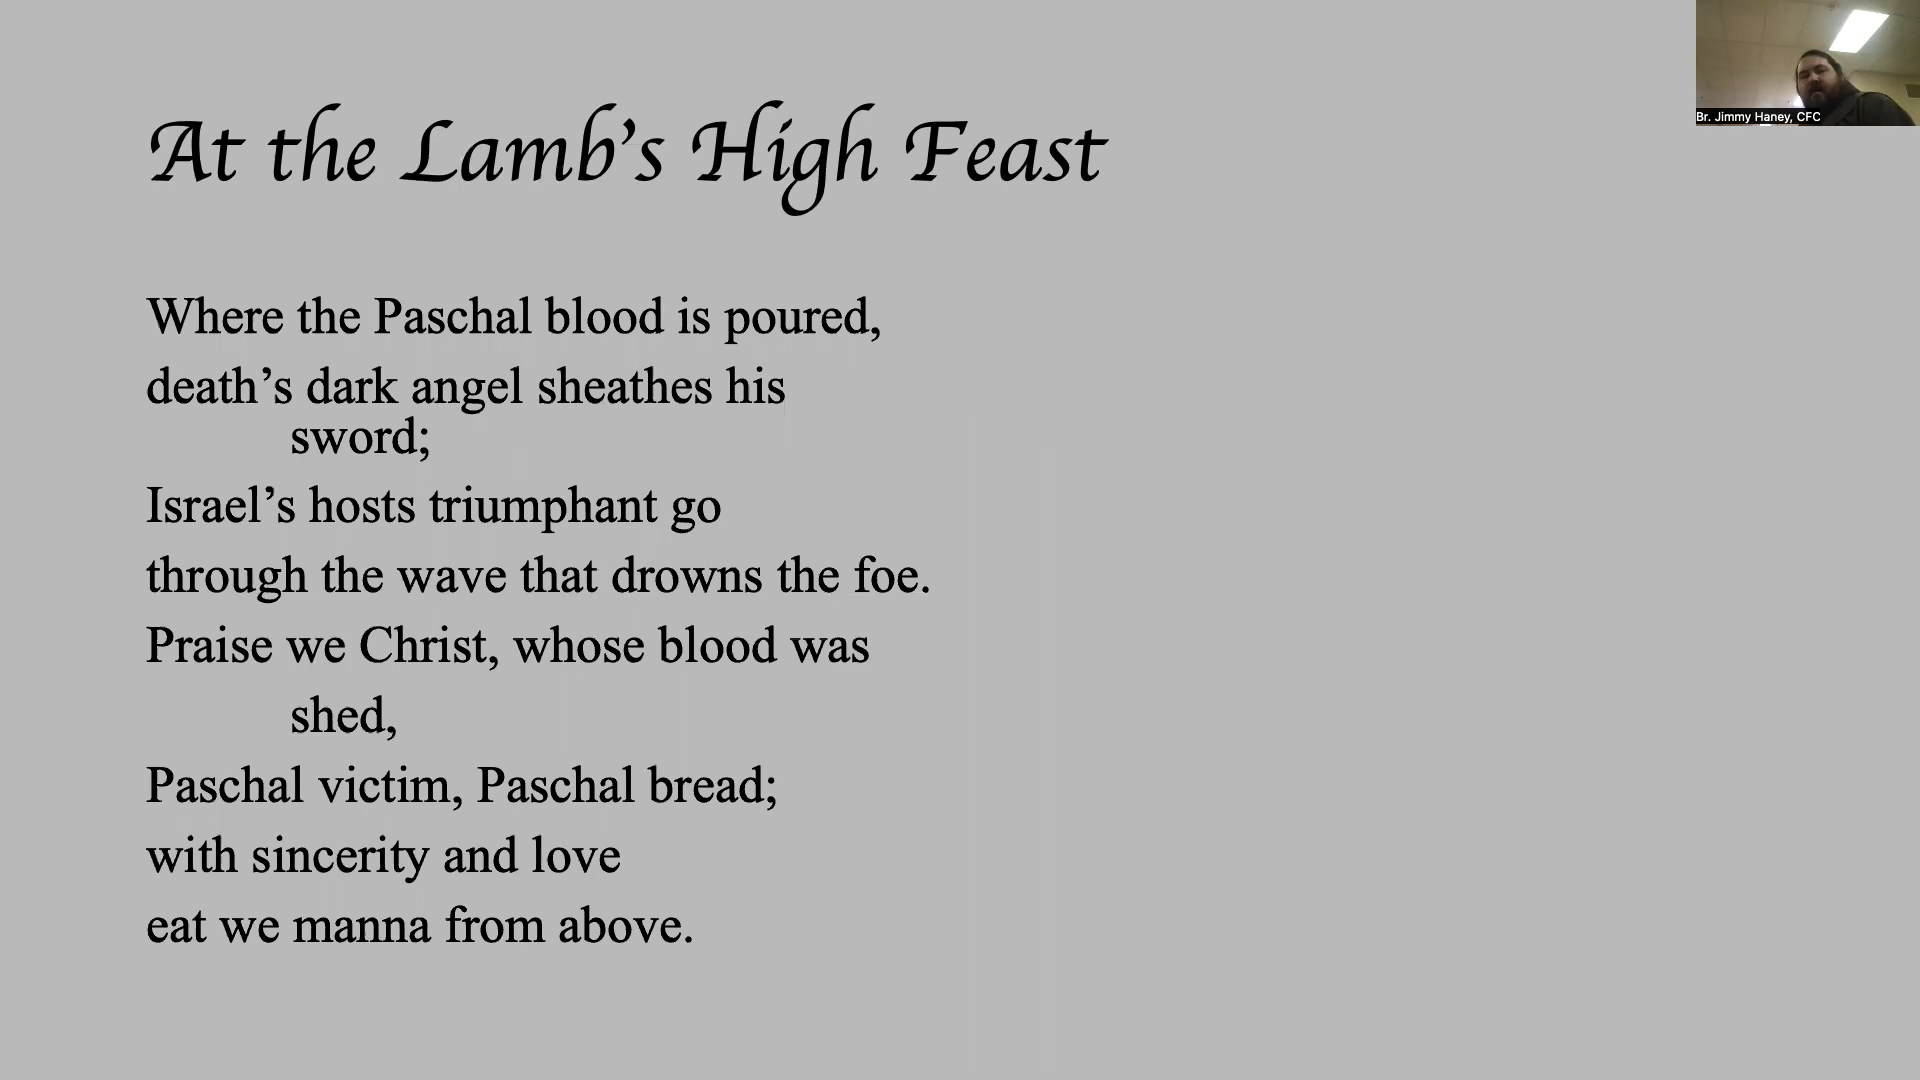 At the Lamb’s High Feast
Br. Jimmy Haney, CFC
Where the Paschal blood is poured,
death’s dark angel sheathes his
sword;
Israel’s hosts triumphant go
through the wave that drowns the foe.
Praise we Christ, whose blood was
shed,
Paschal victim, Paschal bread;
with sincerity and love
eat we manna from above.